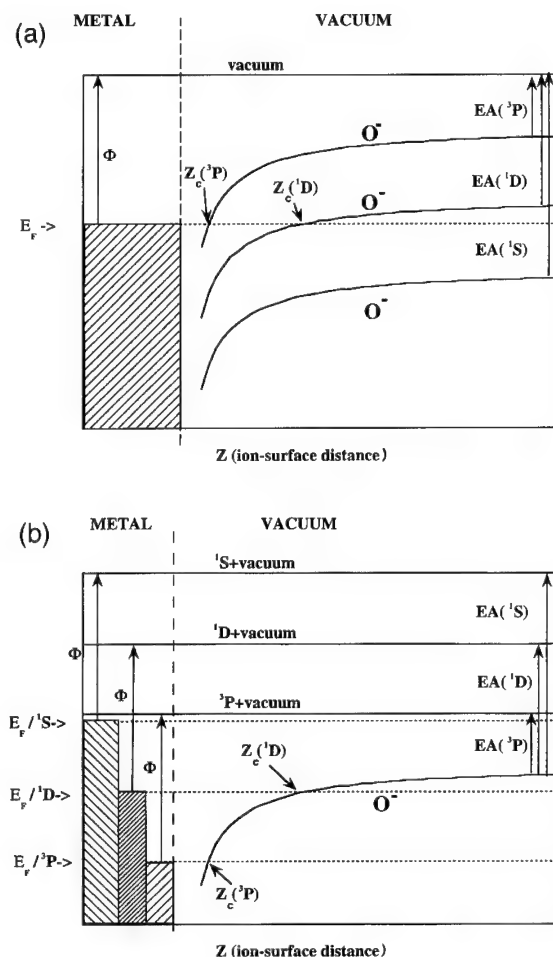 (a)
METAL VACUUM
vacuum
EA(³P)
O⁻
Φ
Z_c(³P)
Z_c(¹D)
EA(¹D)
O⁻
E_F ->
EA(¹S)
O⁻
Z (ion-surface distance)
(b)
METAL VACUUM
¹S+vacuum
EA(¹S)
Φ
¹D+vacuum
EA(¹D)
Φ
³P+vacuum
E_F/¹S->
EA(³P)
Z_c(¹D)
Φ
E_F/¹D->
O⁻
E_F/³P->
Z_c(³P)
Z (ion-surface distance)